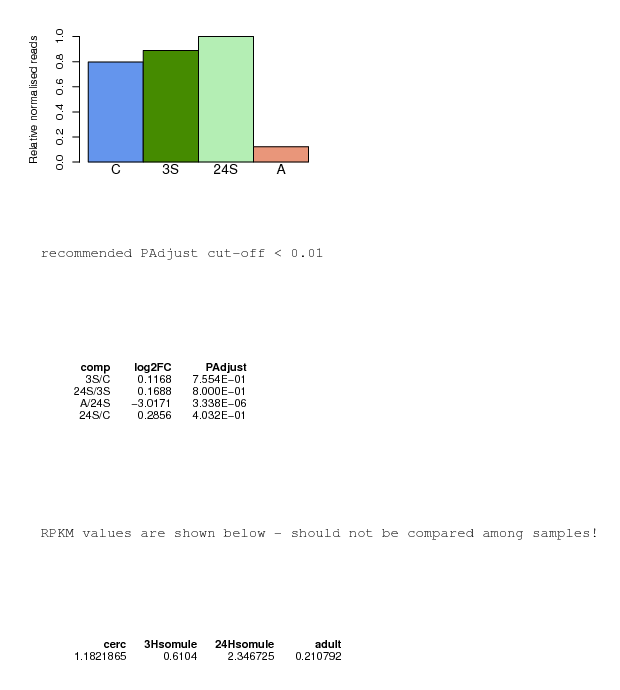 Relative normalised reads
1.0
0.8
0.6
0.4
0.2
0.0
C 3S 24S A
recommended PAdjust cut-off < 0.01
comp log2FC PAdjust
3S/C 0.1168 7.554E−01
24S/3S 0.1688 8.000E−01
A/24S −3.0171 3.338E−06
24S/C 0.2856 4.032E−01
RPKM values are shown below - should not be compared among samples!
cerc 3Hsomule 24Hsomule adult
1.1821865 0.6104 2.346725 0.210792